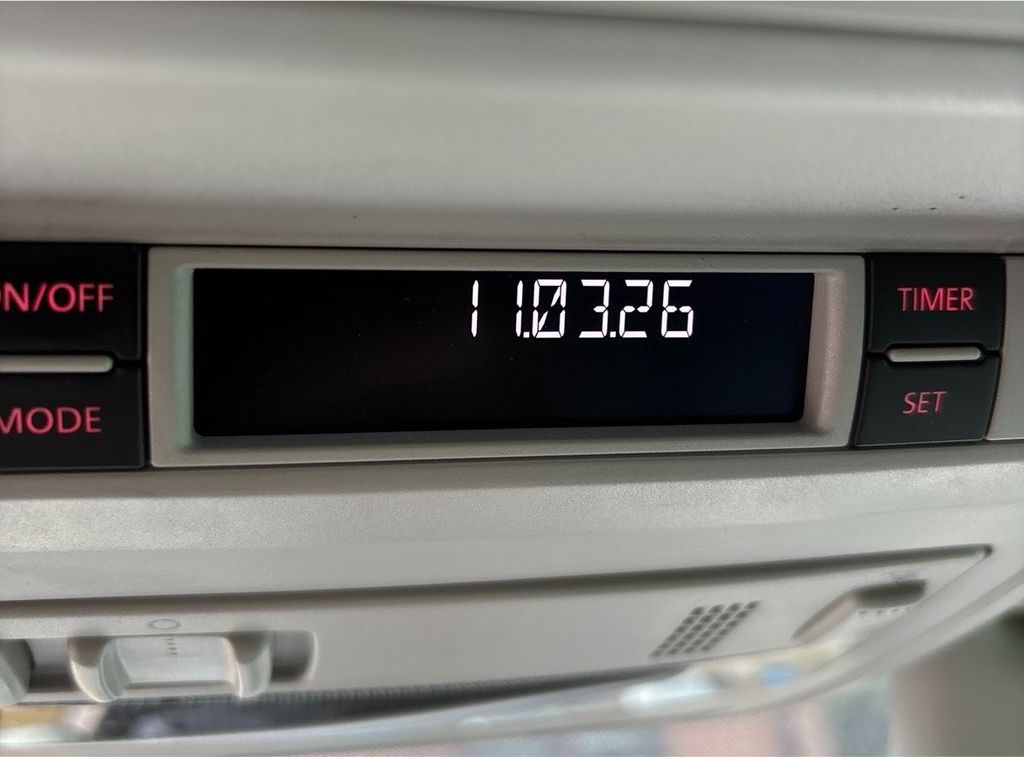 ON/OFF
11.03.26
TIMER
MODE
SET